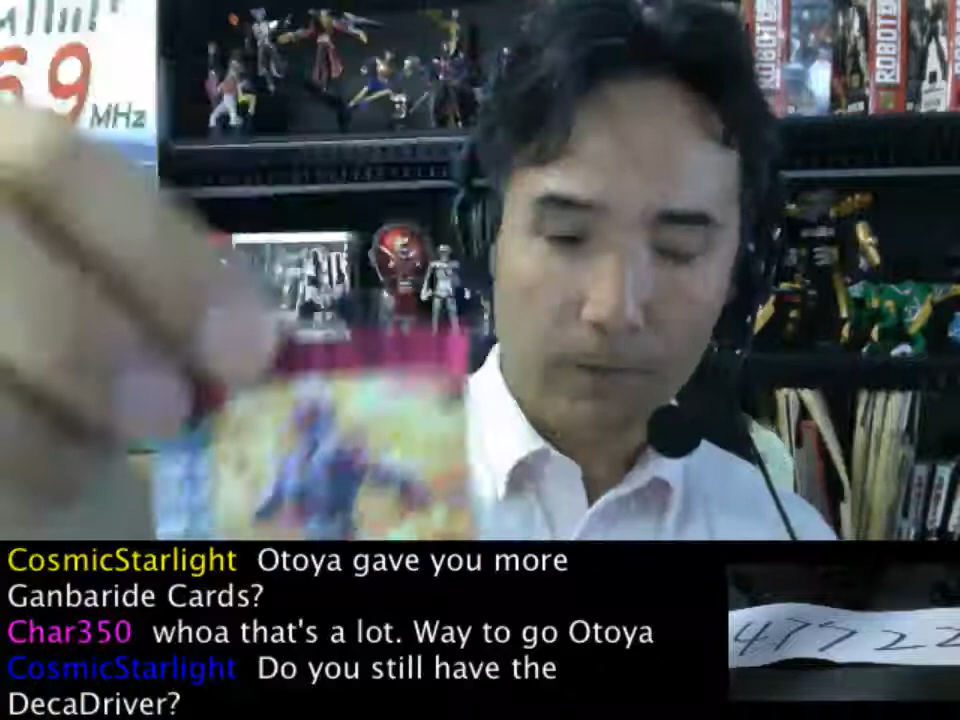 69
MHz
ROBOT
ROBOT
CosmicStarlight Otoya gave you more
Ganbaride Cards?
Char350 whoa that's a lot. Way to go Otoya
CosmicStarlight Do you still have the
DecaDriver?